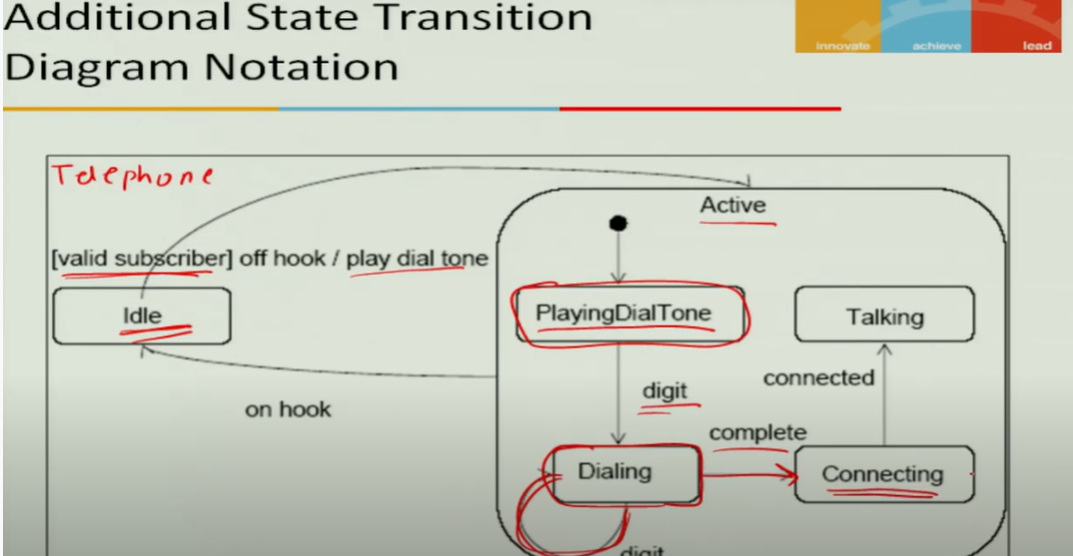 Additional State Transition
Diagram Notation
innovate achieve lead
Telephone
Active
[valid subscriber] off hook / play dial tone
Idle
PlayingDialTone
Talking
digit
connected
on hook
complete
Dialing
Connecting
digit